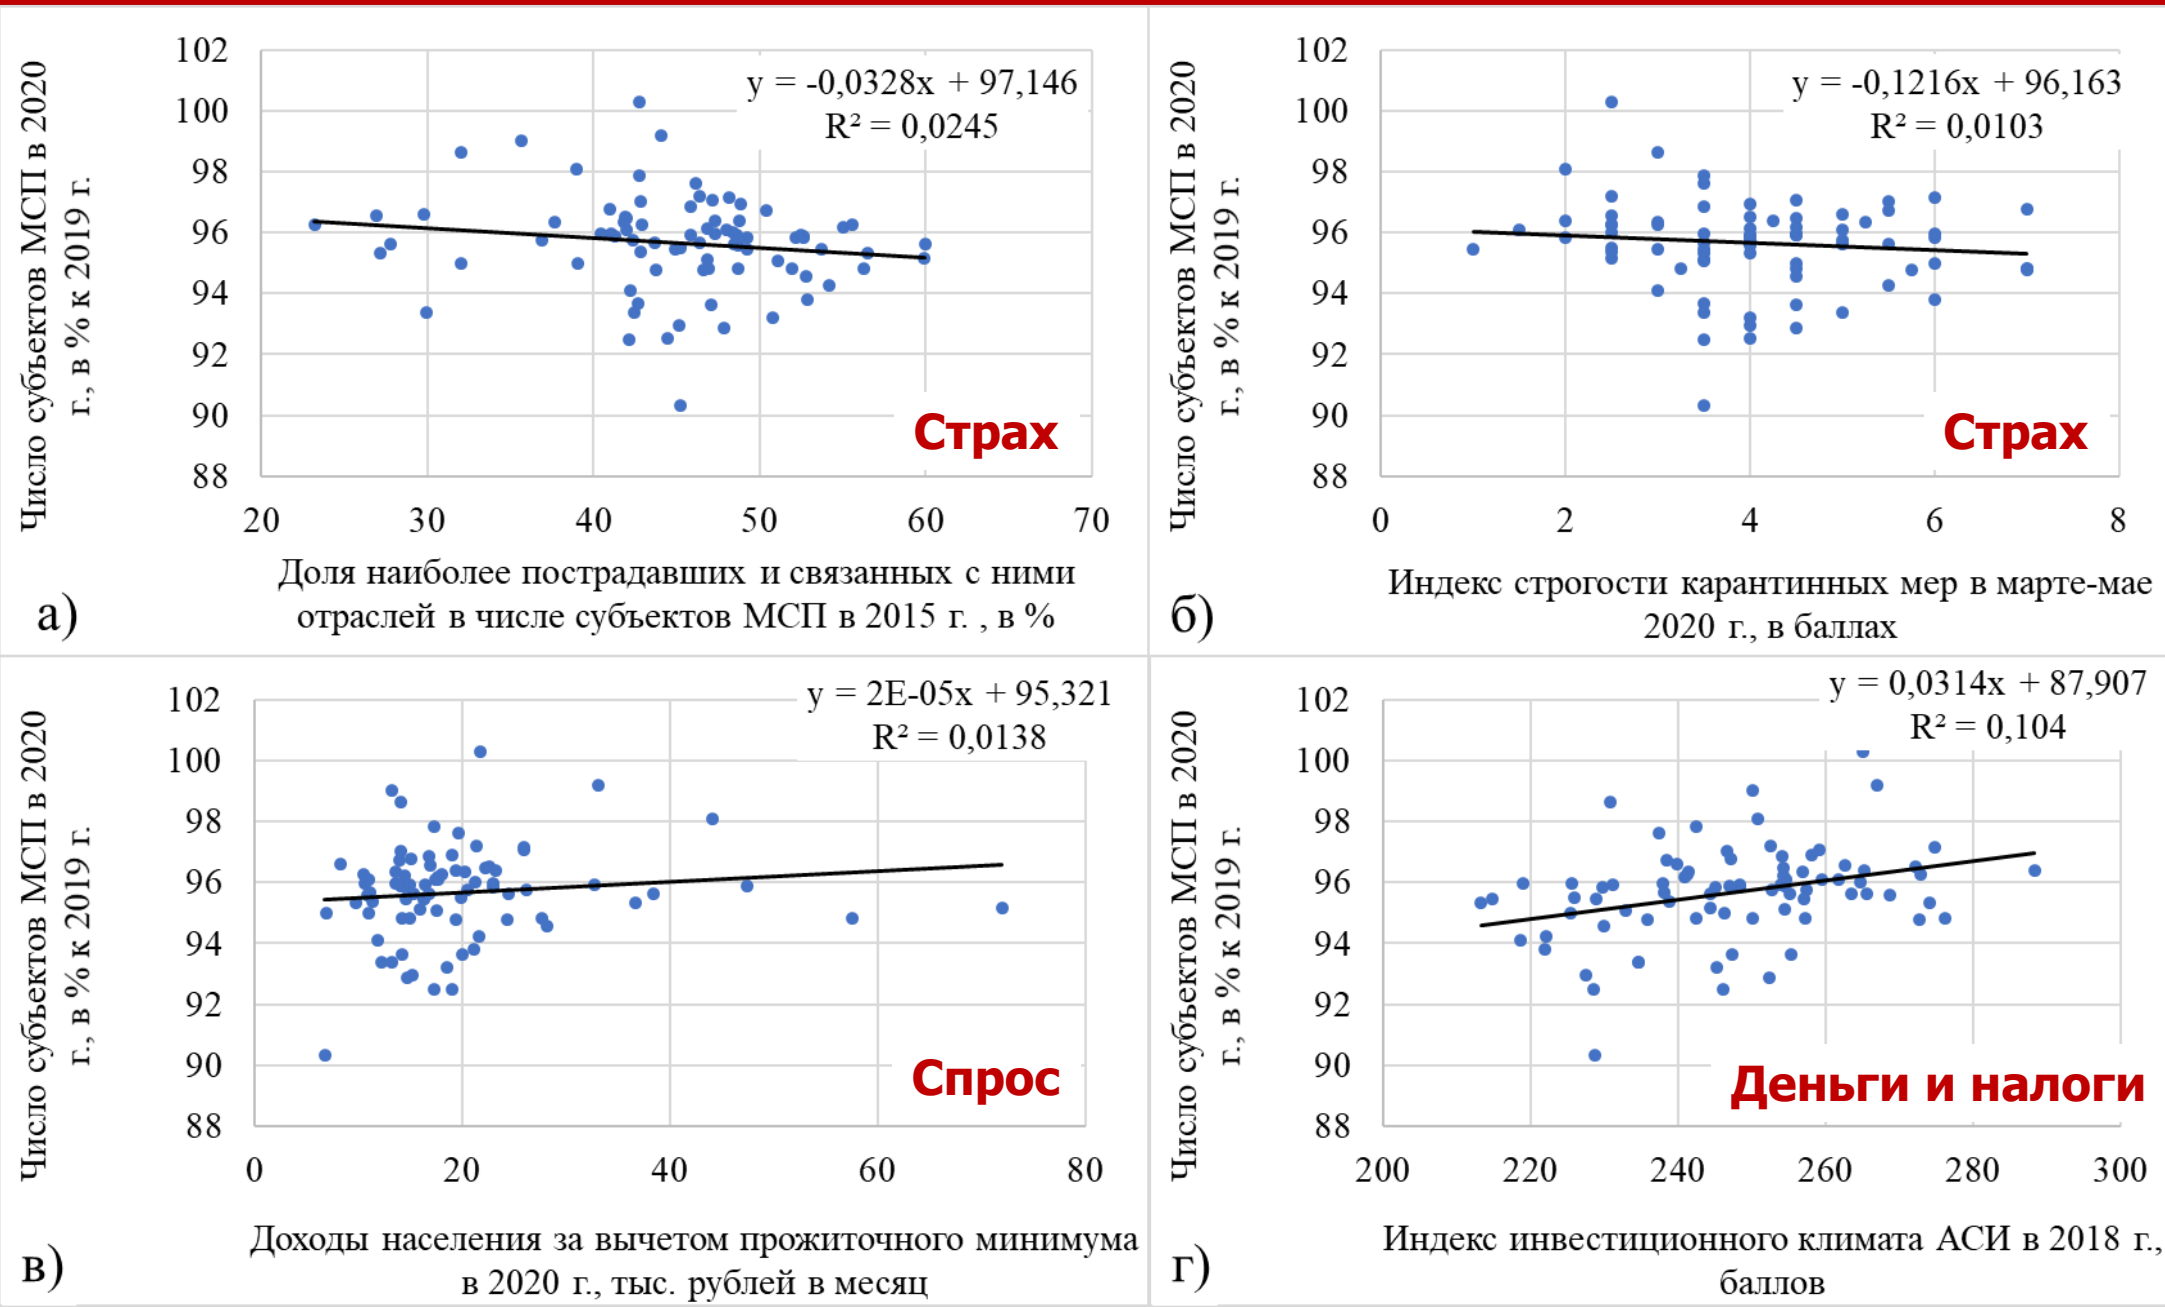 Число субъектов МСП в 2020
г., в % к 2019 г.
102
100
98
96
94
92
90
88
y = -0,0328x + 97,146
R² = 0,0245
Страх
20 30 40 50 60 70
Доля наиболее пострадавших и связанных с ними
отраслей в числе субъектов МСП в 2015 г. , в %
а)
Число субъектов МСП в 2020
г., в % к 2019 г.
102
100
98
96
94
92
90
88
y = -0,1216x + 96,163
R² = 0,0103
Страх
0 2 4 6 8
Индекс строгости карантинных мер в марте-мае
2020 г., в баллах
б)
Число субъектов МСП в 2020
г., в % к 2019 г.
102
100
98
96
94
92
90
88
y = 2E-05x + 95,321
R² = 0,0138
Спрос
0 20 40 60 80
Доходы населения за вычетом прожиточного минимума
в 2020 г., тыс. рублей в месяц
в)
Число субъектов МСП в 2020
г., в % к 2019 г.
102
100
98
96
94
92
90
88
y = 0,0314x + 87,907
R² = 0,104
Деньги и налоги
200 220 240 260 280 300
Индекс инвестиционного климата АСИ в 2018 г.,
баллов
г)